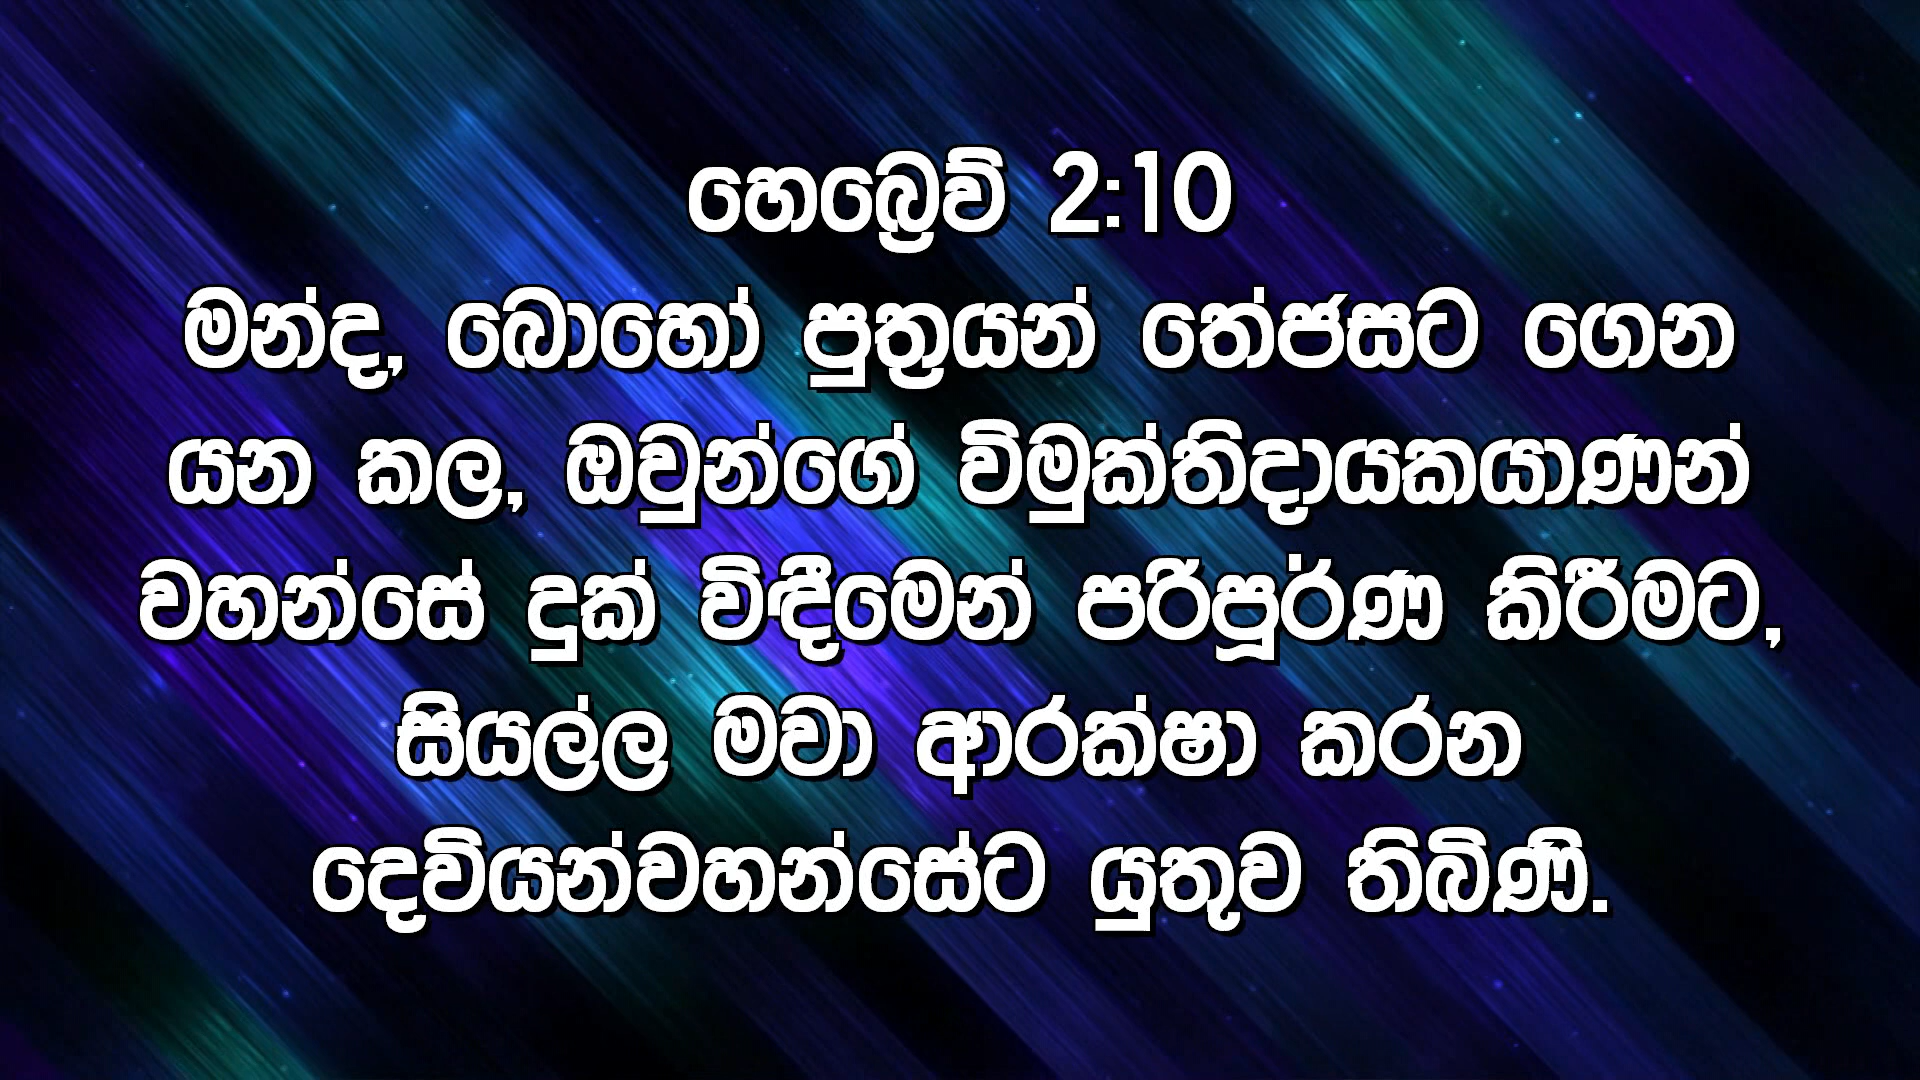 හෙබ්‍රෙව් 2:10
මන්ද, බොහෝ පුත්‍රයන් තේජසට ගෙන
යන කල, ඔවුන්ගේ විමුක්තිදායකයාණන්
වහන්සේ දුක් විඳීමෙන් පරිපූර්ණ කිරීමට,
සියල්ල මවා ආරක්ෂා කරන
දෙවියන්වහන්සේට යුතුව තිබිණි.